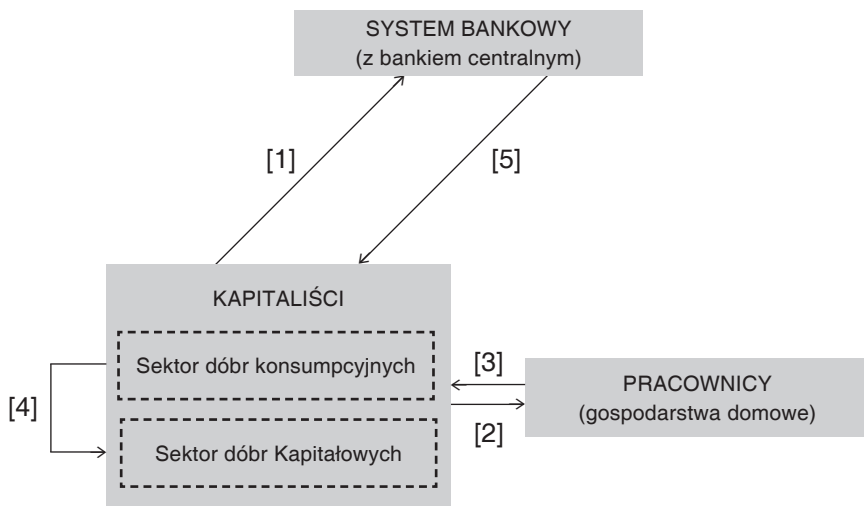 SYSTEM BANKOWY
(z bankiem centralnym)
[1]
[5]
KAPITALIŚCI
Sektor dóbr konsumpcyjnych
[4]
Sektor dóbr Kapitałowych
[3]
[2]
PRACOWNICY
(gospodarstwa domowe)